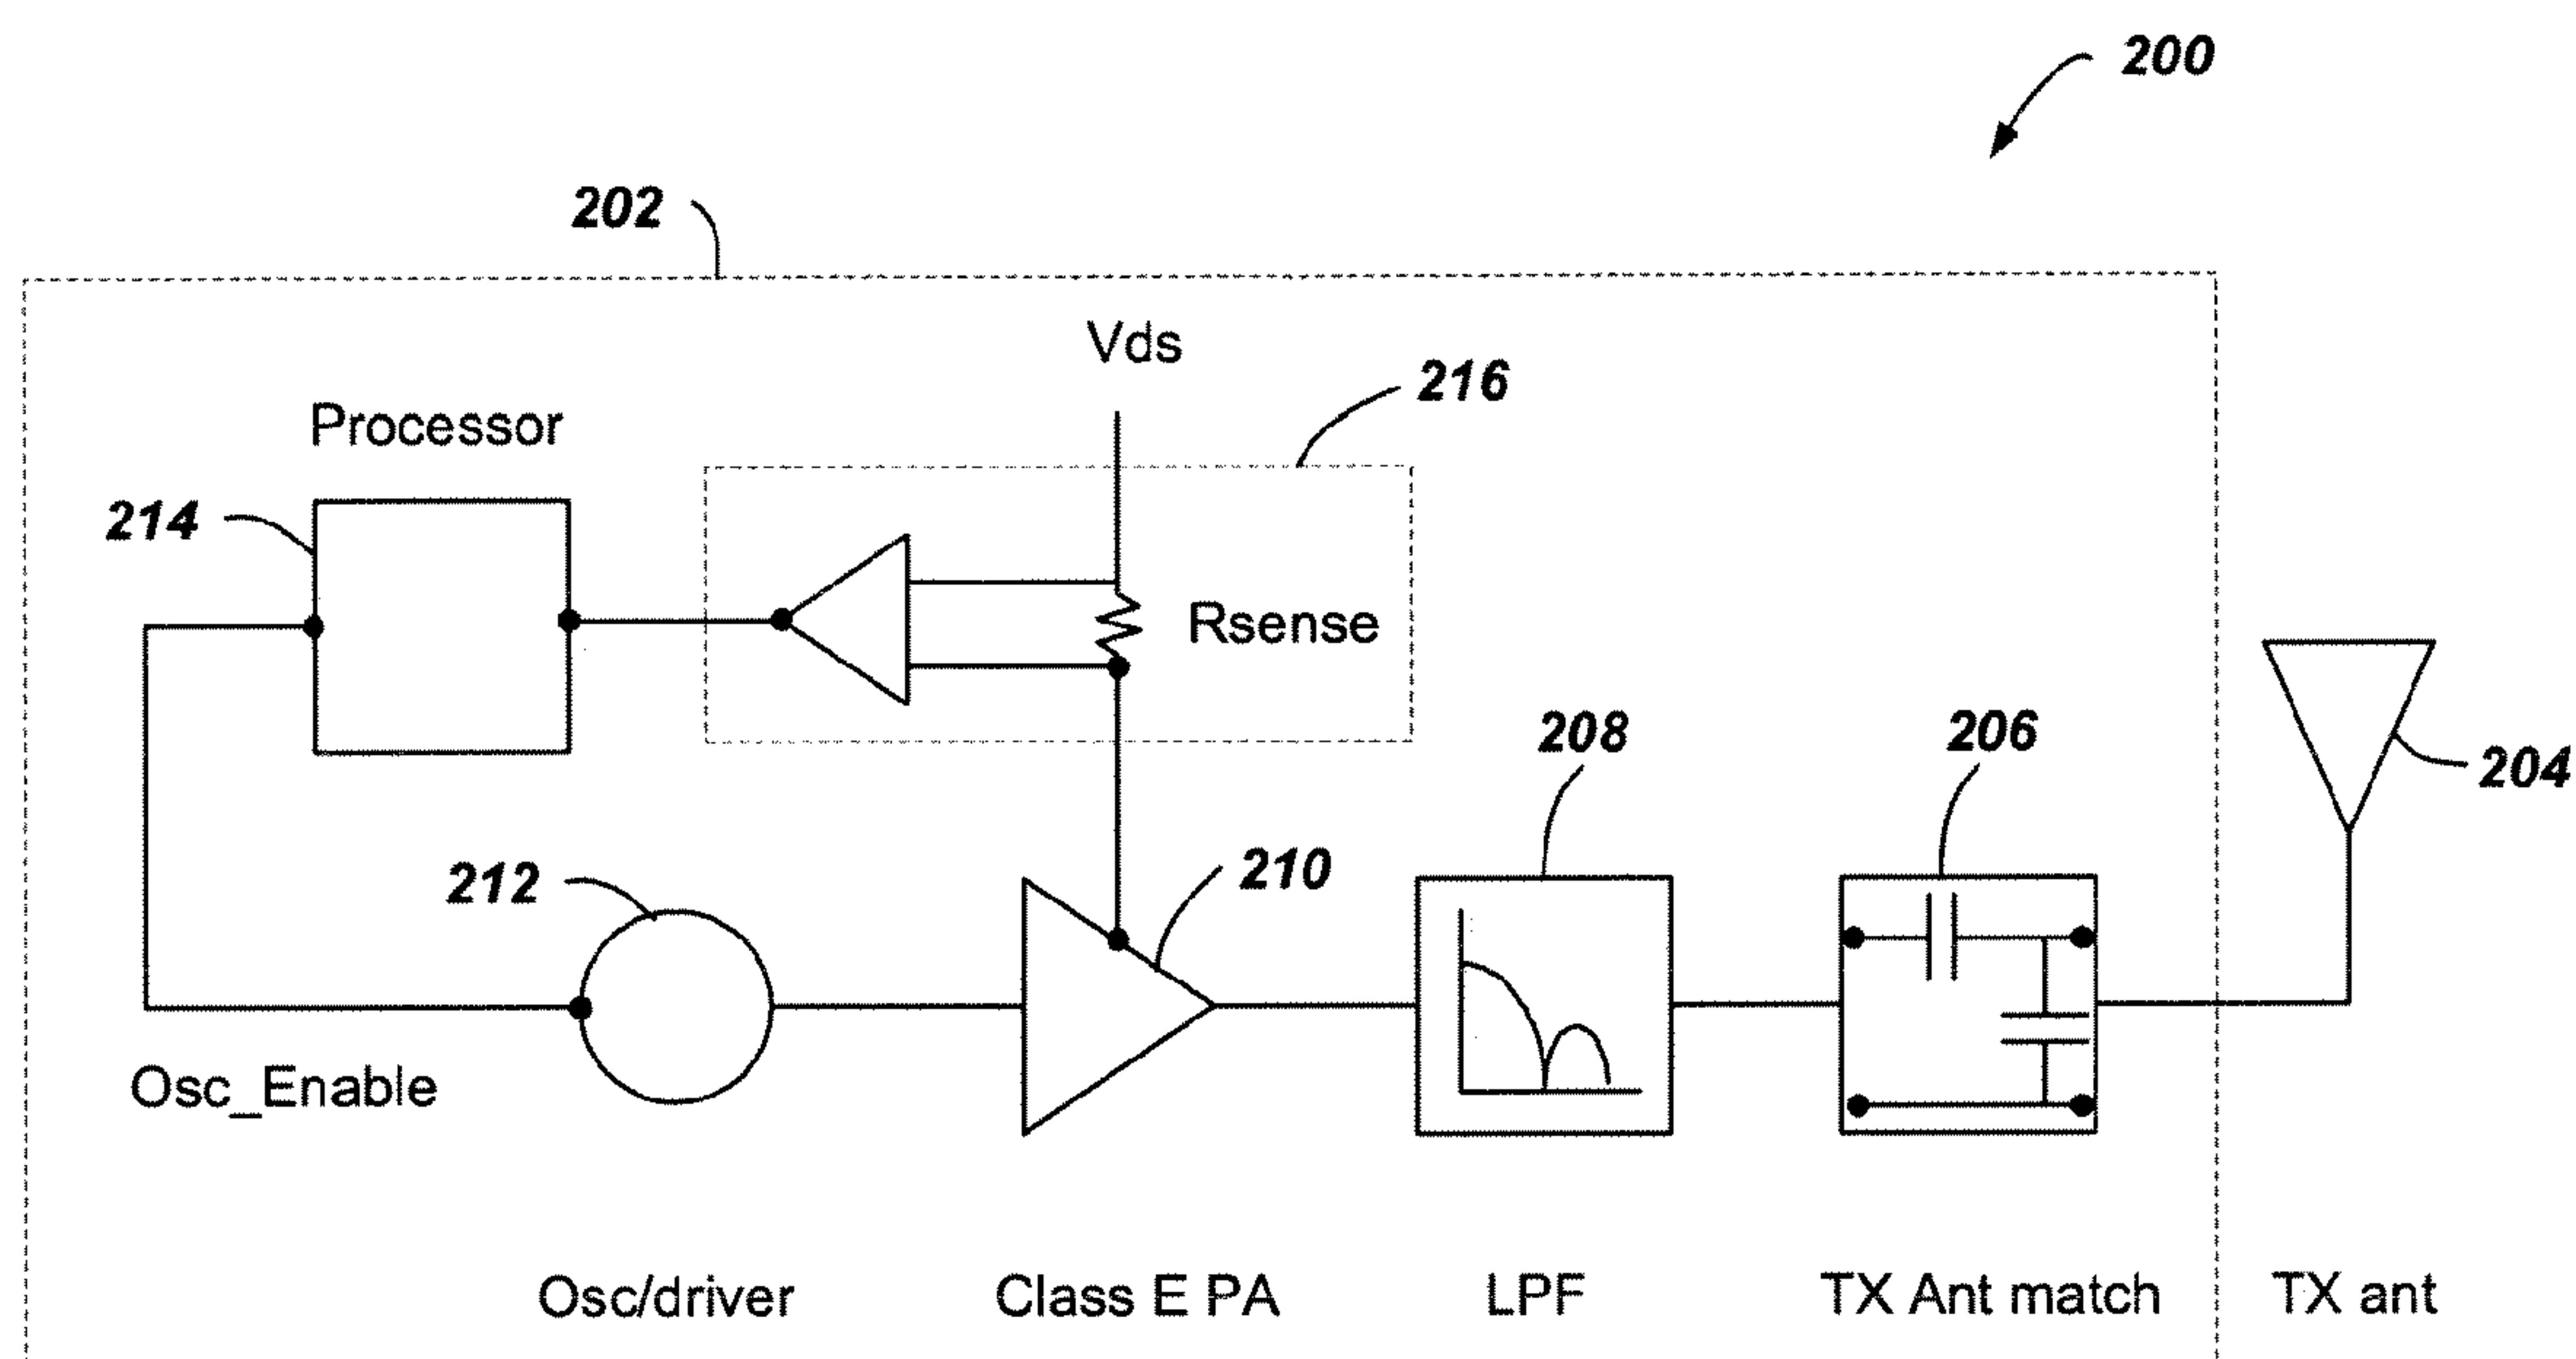 200
202
Vds
216
Processor
214
Rsense
208
206
204
212
210
Osc_Enable
Osc/driver
Class E PA
LPF
TX Ant match
TX ant